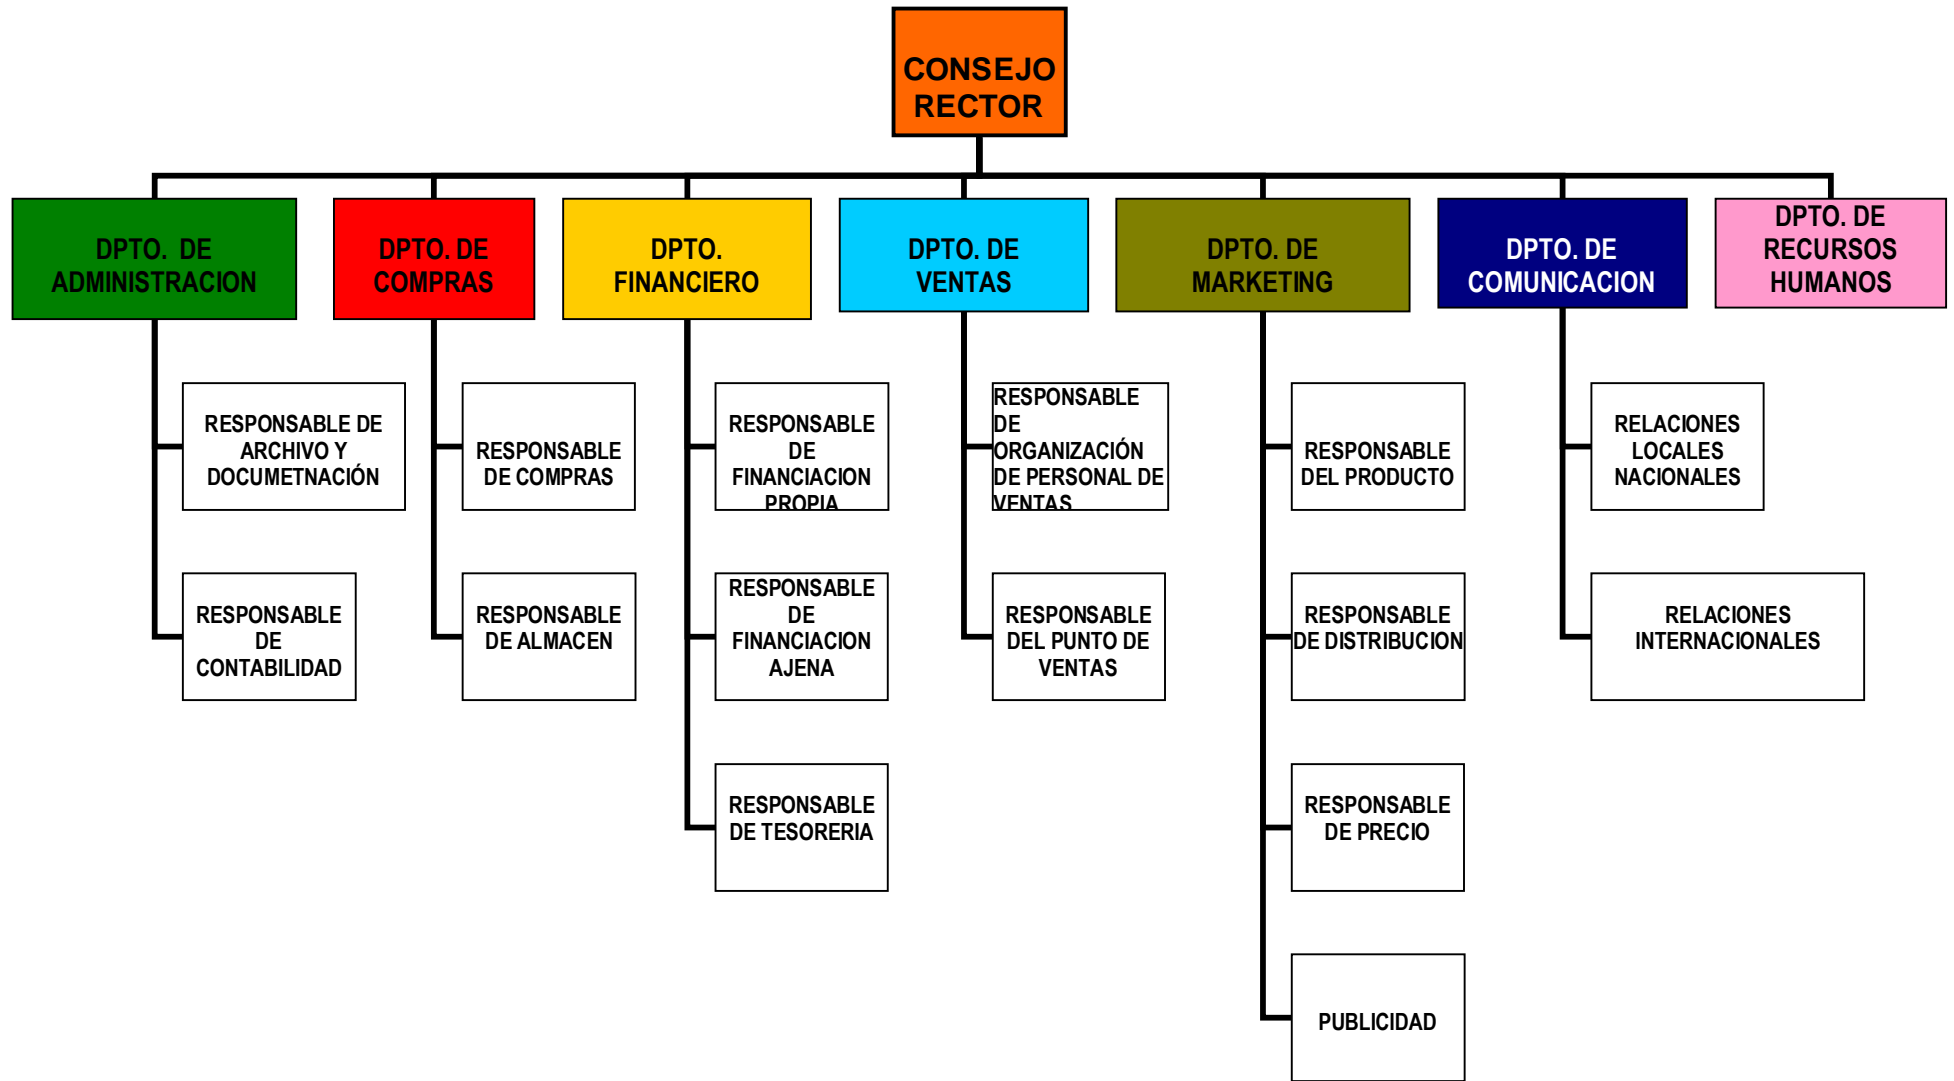 CONSEJO
RECTOR
DPTO. DE
ADMINISTRACION
DPTO. DE
COMPRAS
DPTO.
FINANCIERO
DPTO. DE
VENTAS
DPTO. DE
MARKETING
DPTO. DE
COMUNICACION
DPTO. DE
RECURSOS
HUMANOS
RESPONSABLE DE
ARCHIVO Y
DOCUMETNACIÓN
RESPONSABLE
DE COMPRAS
RESPONSABLE
DE
FINANCIACION
PROPIA
RESPONSABLE
DE
ORGANIZACIÓN
DE PERSONAL DE
VENTAS
RESPONSABLE
DEL PRODUCTO
RELACIONES
LOCALES
NACIONALES
RESPONSABLE
DE
CONTABILIDAD
RESPONSABLE
DE ALMACEN
RESPONSABLE
DE
FINANCIACION
AJENA
RESPONSABLE
DEL PUNTO DE
VENTAS
RESPONSABLE
DE DISTRIBUCION
RELACIONES
INTERNACIONALES
RESPONSABLE
DE TESORERIA
RESPONSABLE
DE PRECIO
PUBLICIDAD